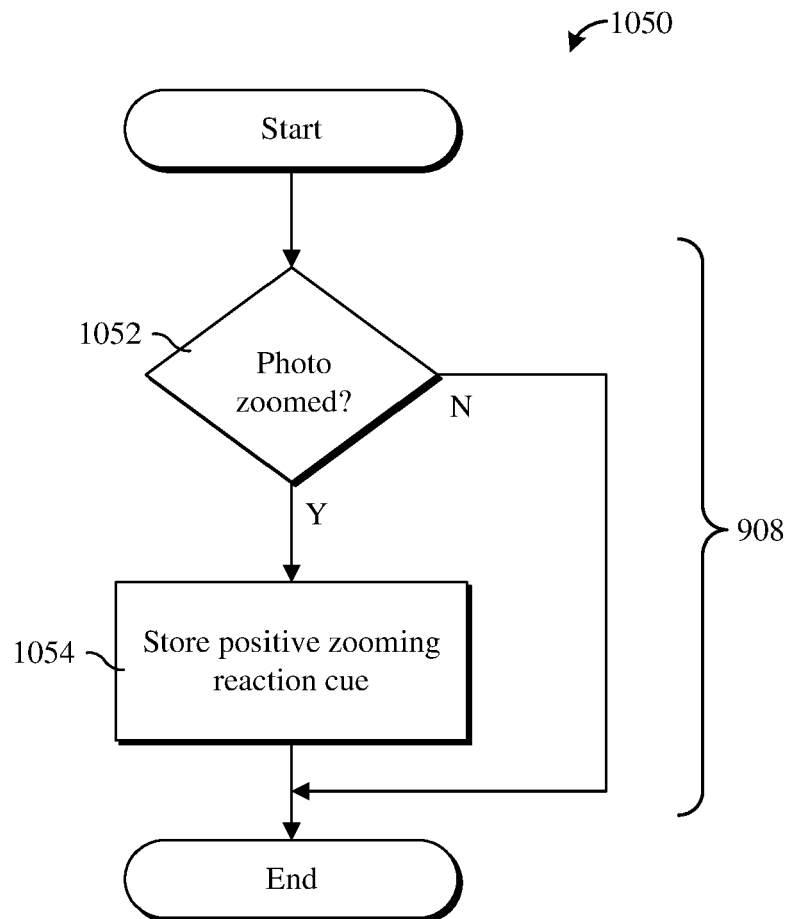 1050
Start
1052
Photo
zoomed?
N
Y
908
1054
Store positive zooming
reaction cue
End